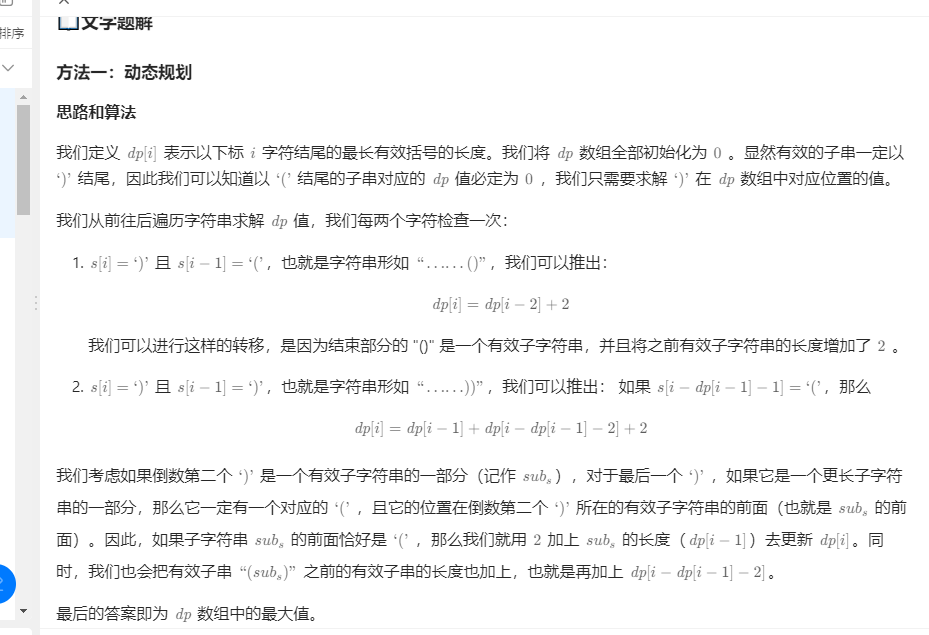 排序
文字题解
方法一：动态规划
思路和算法
我们定义 dp[i] 表示以下标 i 字符结尾的最长有效括号的长度。我们将 dp 数组全部初始化为 0 。显然有效的子串一定以
‘)’ 结尾，因此我们可以知道以 ‘(’ 结尾的子串对应的 dp 值必定为 0 ，我们只需要求解 ‘)’ 在 dp 数组中对应位置的值。
我们从前往后遍历字符串求解 dp 值，我们每两个字符检查一次：
1. s[i] = ‘)’ 且 s[i − 1] = ‘(’，也就是字符串形如 “……()”，我们可以推出：
dp[i] = dp[i − 2] + 2
我们可以进行这样的转移，是因为结束部分的 "()" 是一个有效子字符串，并且将之前有效子字符串的长度增加了 2 。
2. s[i] = ‘)’ 且 s[i − 1] = ‘)’，也就是字符串形如 “……))”，我们可以推出： 如果 s[i − dp[i − 1] − 1] = ‘(’，那么
dp[i] = dp[i − 1] + dp[i − dp[i − 1] − 2] + 2
我们考虑如果倒数第二个 ‘)’ 是一个有效子字符串的一部分（记作 sub_s），对于最后一个 ‘)’ ，如果它是一个更长子字符
串的一部分，那么它一定有一个对应的 ‘(’ ，且它的位置在倒数第二个 ‘)’ 所在的有效子字符串的前面（也就是 sub_s 的前
面）。因此，如果子字符串 sub_s 的前面恰好是 ‘(’ ，那么我们就用 2 加上 sub_s 的长度（dp[i − 1]）去更新 dp[i]。同
时，我们也会把有效子串 “(sub_s)” 之前的有效子串的长度也加上，也就是再加上 dp[i − dp[i − 1] − 2]。
最后的答案即为 dp 数组中的最大值。